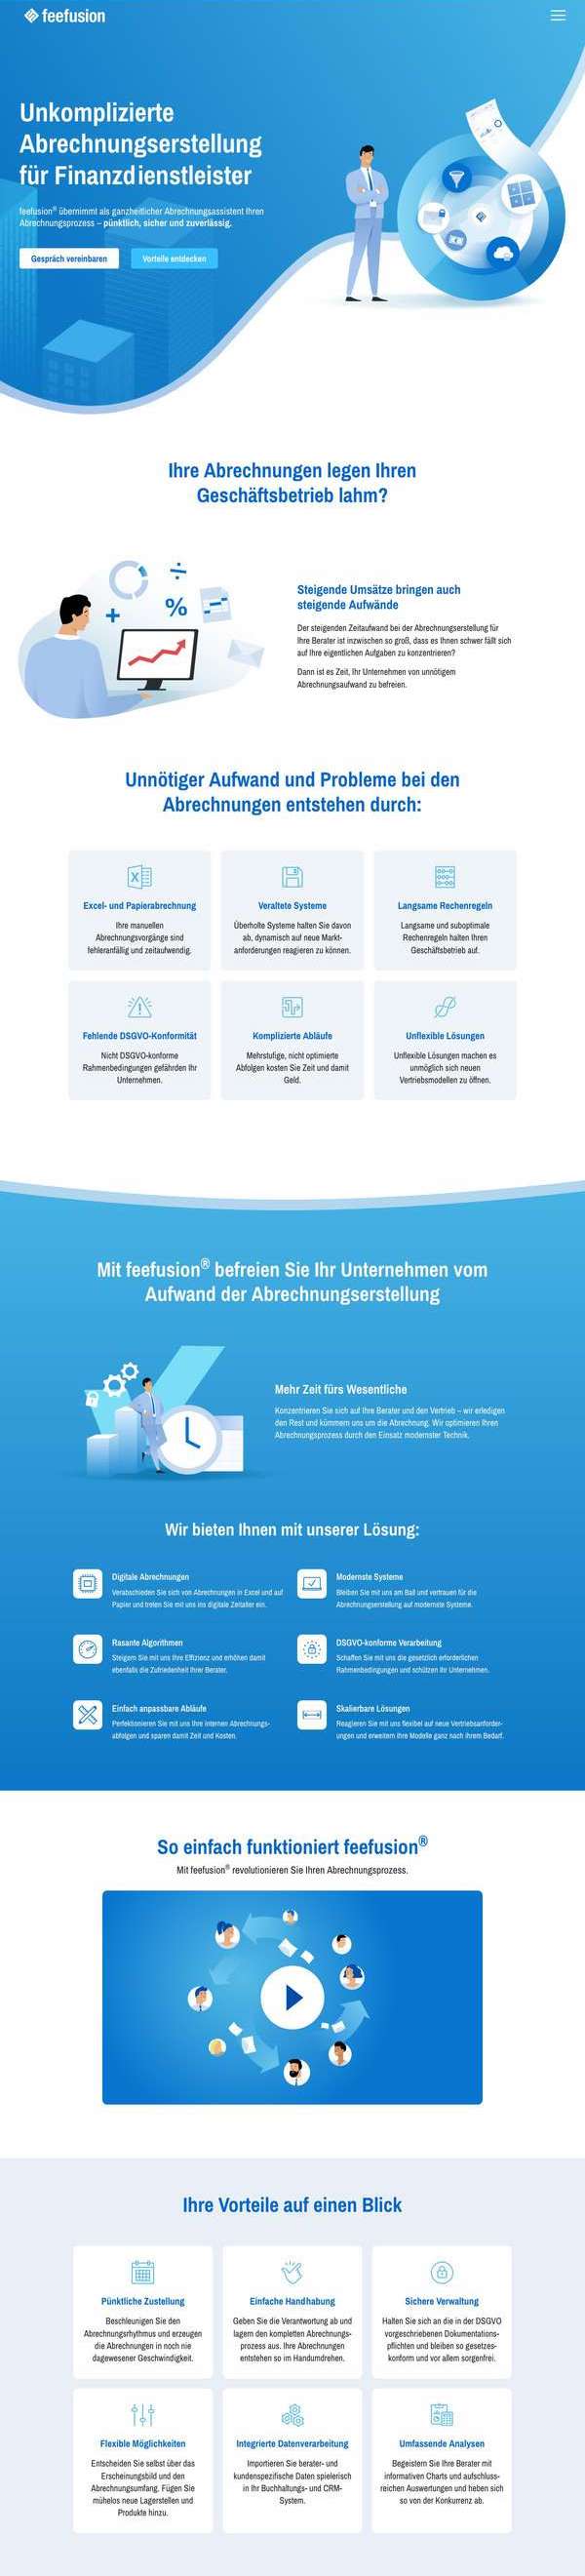 feefusion
Unkomplizierte
Abrechnungserstellung
für Finanzdienstleister
feefusion® übernimmt als ganzheitlicher Abrechnungsassistent Ihren
Abrechnungsprozess – pünktlich, sicher und zuverlässig.
Gespräch vereinbaren
Vorteile entdecken
Ihre Abrechnungen legen Ihren
Geschäftsbetrieb lahm?
Steigende Umsätze bringen auch
steigende Aufwände
Der steigenden Zeitaufwand bei der Abrechnungserstellung für
Ihre Berater ist inzwischen so groß, dass es Ihnen schwer fällt sich
auf Ihre eigentlichen Aufgaben zu konzentrieren?
Dann ist es Zeit, Ihr Unternehmen von unnötigem
Abrechnungsaufwand zu befreien.
Unnötiger Aufwand und Probleme bei den
Abrechnungen entstehen durch:
Excel- und Papierabrechnung
Ihre manuellen
Abrechnungsvorgänge sind
fehleranfällig und zeitaufwendig.
Veraltete Systeme
Überholte Systeme halten Sie davon
ab, dynamisch auf neue Markt-
anforderungen reagieren zu können.
Langsame Rechenregeln
Langsame und suboptimale
Rechenregeln halten Ihren
Geschäftsbetrieb auf.
Fehlende DSGVO-Konformität
Nicht DSGVO-konforme
Rahmenbedingungen gefährden Ihr
Unternehmen.
Komplizierte Abläufe
Mehrstufige, nicht optimierte
Abfolgen kosten Sie Zeit und damit
Geld.
Unflexible Lösungen
Unflexible Lösungen machen es
unmöglich sich neuen
Vertriebsmodellen zu öffnen.
Mit feefusion® befreien Sie Ihr Unternehmen vom
Aufwand der Abrechnungserstellung
Mehr Zeit fürs Wesentliche
Konzentrieren Sie sich auf Ihre Berater und den Vertrieb – wir erledigen
den Rest und kümmern uns um die Abrechnung. Wir optimieren Ihren
Abrechnungsprozess durch den Einsatz modernster Technik.
Wir bieten Ihnen mit unserer Lösung:
Digitale Abrechnungen
Verabschieden Sie sich von Abrechnungen in Excel und auf
Papier und treten Sie mit uns ins digitale Zeitalter ein.
Modernste Systeme
Bleiben Sie mit uns am Ball und vertrauen für die
Abrechnungserstellung auf modernste Systeme.
Rasante Algorithmen
Steigern Sie mit uns Ihre Effizienz und erhöhen damit
ebenfalls die Zufriedenheit Ihrer Berater.
DSGVO-konforme Verarbeitung
Schaffen Sie mit uns die gesetzlich erforderlichen
Rahmenbedingungen und schützen Ihr Unternehmen.
Einfach anpassbare Abläufe
Perfektionieren Sie mit uns Ihre internen Abrechnungs-
abfolgen und sparen damit Zeit und Kosten.
Skalierbare Lösungen
Reagieren Sie mit uns flexibel auf neue Vertriebsanforder-
ungen und erweitern Ihre Modelle ganz nach Ihrem Bedarf.
So einfach funktioniert feefusion®
Mit feefusion® revolutionieren Sie Ihren Abrechnungsprozess.
Ihre Vorteile auf einen Blick
Pünktliche Zustellung
Beschleunigen Sie den
Abrechnungsrhythmus und erzeugen
die Abrechnungen in noch nie
dagewesener Geschwindigkeit.
Einfache Handhabung
Geben Sie die Verantwortung ab und
lagern den kompletten Abrechnungs-
prozess aus. Ihre Abrechnungen
entstehen so im Handumdrehen.
Sichere Verwaltung
Halten Sie sich an die in der DSGVO
vorgeschriebenen Dokumentations-
pflichten und bleiben so gesetzes-
konform und vor allem sorgenfrei.
Flexible Möglichkeiten
Entscheiden Sie selbst über das
Erscheinungsbild und den
Abrechnungsumfang. Fügen Sie
mühelos neue Lagerstellen und
Produkte hinzu.
Integrierte Datenverarbeitung
Importieren Sie berater- und
kundenspezifische Daten spielerisch
in Ihr Buchhaltungs- und CRM-
System.
Umfassende Analysen
Begeistern Sie Ihre Berater mit
informativen Charts und aufschluss-
reichen Auswertungen und heben sich
so von der Konkurrenz ab.